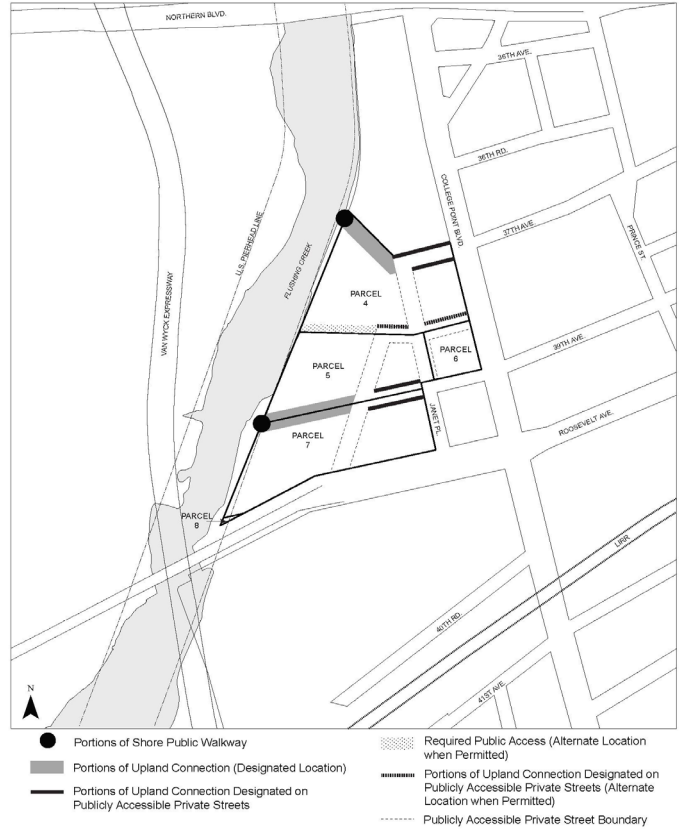 NORTHERN BLVD.
36TH AVE.
36TH RD.
COLLEGE POINT BLVD.
37TH AVE.
PRINCE ST.
U.S. PIERHEAD LINE
FLUSHING CREEK
VAN WYCK EXPRESSWAY
PARCEL
4
39TH AVE.
PARCEL
6
PARCEL
5
ROOSEVELT AVE.
JANET PL.
PARCEL
7
PARCEL
8
LIRR
40TH RD.
41ST AVE.
N
Portions of Shore Public Walkway
Portions of Upland Connection (Designated Location)
Portions of Upland Connection Designated on
Publicly Accessible Private Streets
Required Public Access (Alternate Location
when Permitted)
Portions of Upland Connection Designated on
Publicly Accessible Private Streets (Alternate
Location when Permitted)
Publicly Accessible Private Street Boundary